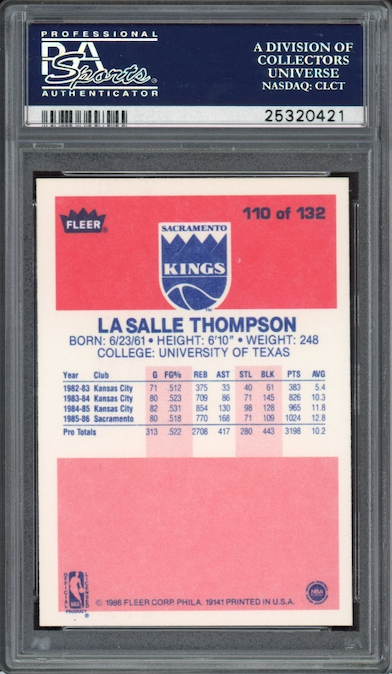 PROFESSIONAL
PSA
Sports
AUTHENTICATOR
A DIVISION OF
COLLECTORS
UNIVERSE
NASDAQ: CLCT
25320421
FLEER
110 of 132
SACRAMENTO
KINGS
LA SALLE THOMPSON
BORN: 6/23/61 • HEIGHT: 6'10" • WEIGHT: 248
COLLEGE: UNIVERSITY OF TEXAS
Year Club G FG% REB AST STL BLK PTS AVG
1982-83 Kansas City 71 .512 375 33 40 61 383 5.4
1983-84 Kansas City 80 .523 709 86 71 145 826 10.3
1984-85 Kansas City 82 .531 854 130 98 128 965 11.8
1985-86 Sacramento 80 .518 770 168 71 109 1024 12.8
Pro Totals 313 .522 2708 417 280 443 3198 10.2
OFFICIAL LICENSED
NBA
PRODUCT
© 1986 FLEER CORP. PHILA. 19141 PRINTED IN U.S.A.
NBA